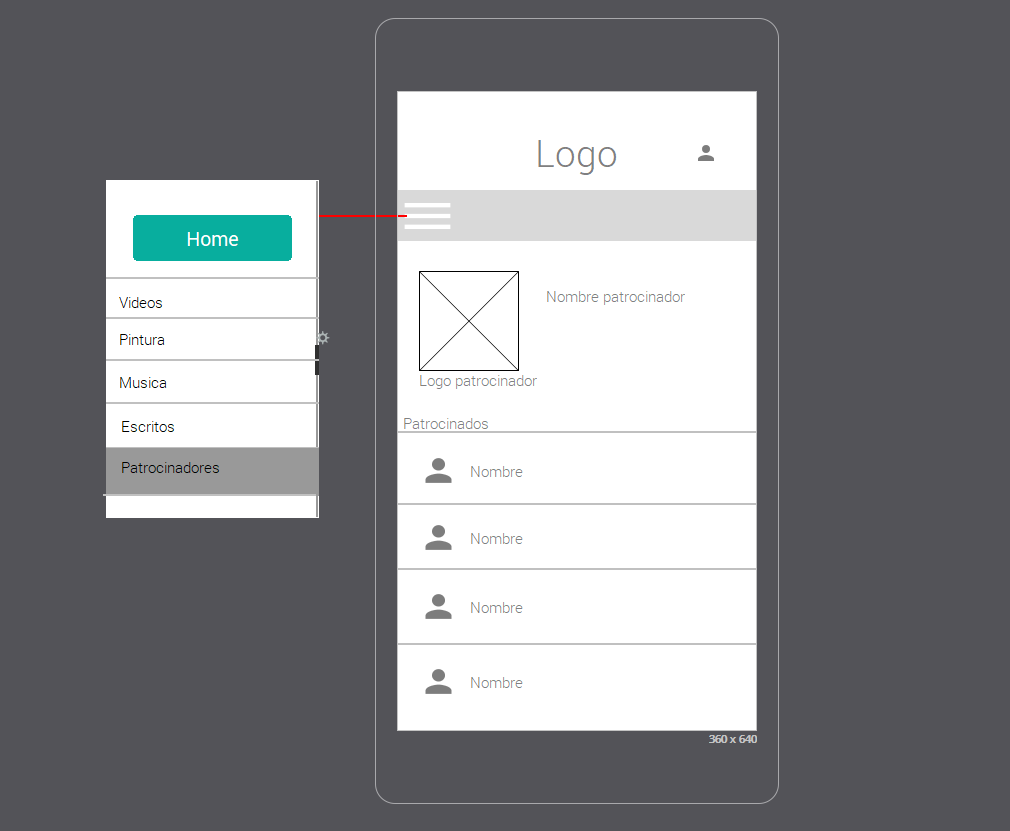 Home
Videos
Pintura
Musica
Escritos
Patrocinadores
Logo
Nombre patrocinador
Logo patrocinador
Patrocinados
Nombre
Nombre
Nombre
Nombre
360 x 640